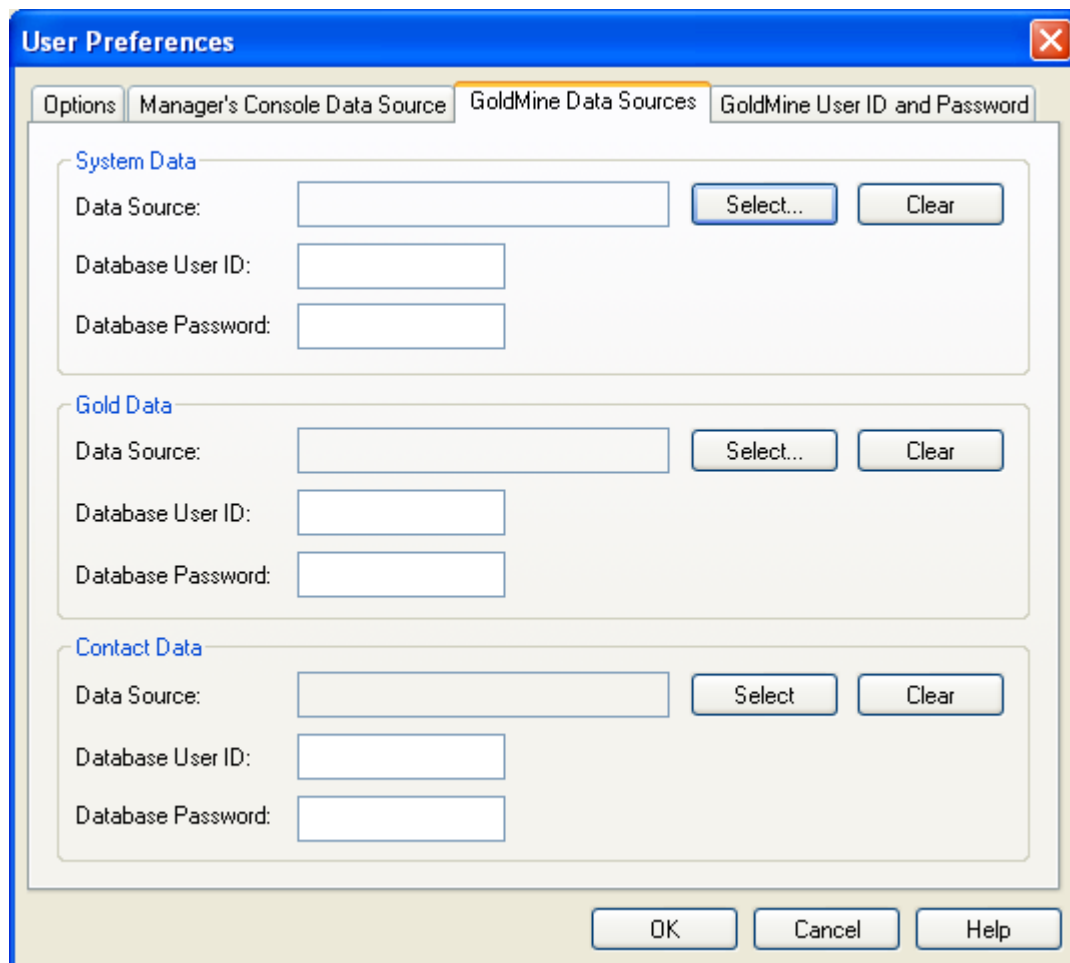 User Preferences
Options Manager's Console Data Source GoldMine Data Sources GoldMine User ID and Password
System Data
Data Source: Select... Clear
Database User ID:
Database Password:
Gold Data
Data Source: Select... Clear
Database User ID:
Database Password:
Contact Data
Data Source: Select Clear
Database User ID:
Database Password:
OK Cancel Help